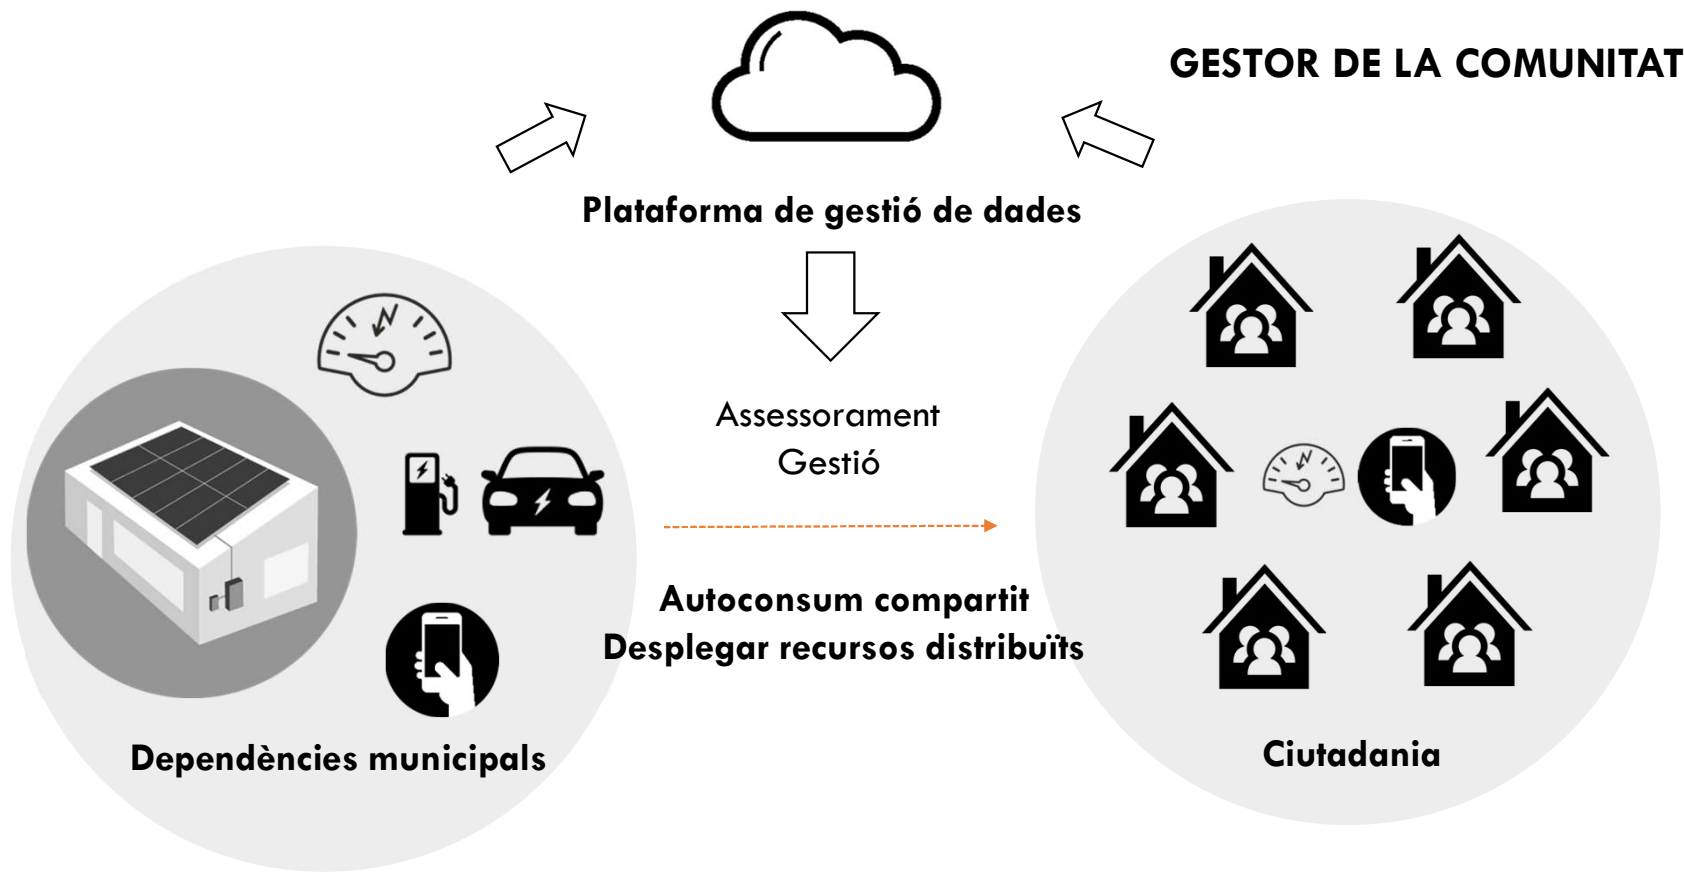 GESTOR DE LA COMUNITAT
Plataforma de gestió de dades
Assessorament
Gestió
Autoconsum compartit
Desplegar recursos distribuïts
Dependències municipals
Ciutadania